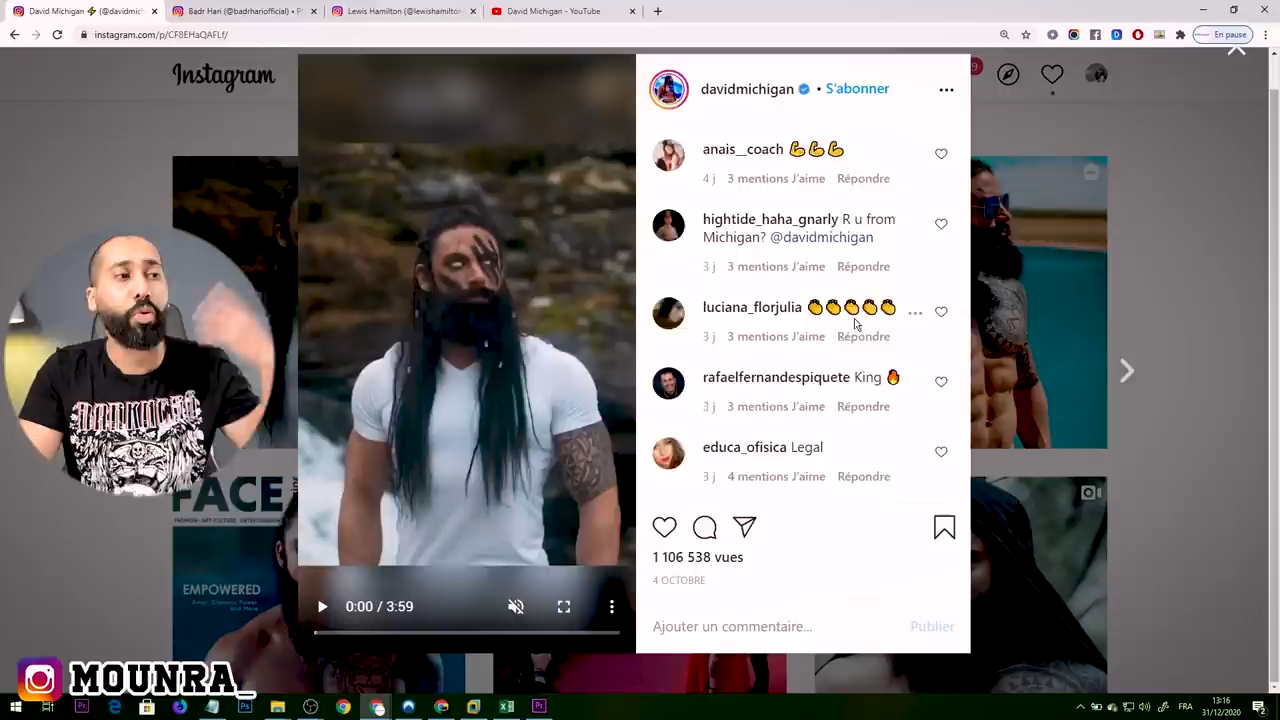 David Michigan ⚡ (@davidmic
Badr Hari (@badrhariofficial) • P
Lewis Hamilton (@lewishamilton
David Michigan - YouTube
instagram.com/p/CF8EHaQAFLf/
En pause
Instagram
9
davidmichigan • S'abonner
anais__coach 💪💪💪
4 j 3 mentions J'aime Répondre
hightide_haha_gnarly R u from
Michigan? @davidmichigan
3 j 3 mentions J'aime Répondre
luciana_florjulia 👏👏👏👏👏
3 j 3 mentions J'aime Répondre
rafaelfernandespiquete King 🔥
3 j 3 mentions J'aime Répondre
educa_ofisica Legal
3 j 4 mentions J'aime Répondre
1 106 538 vues
4 OCTOBRE
0:00 / 3:59
Ajouter un commentaire... Publier
FACE
EMPOWERED
MOUNRA_
FRA
13:16
31/12/2020
2